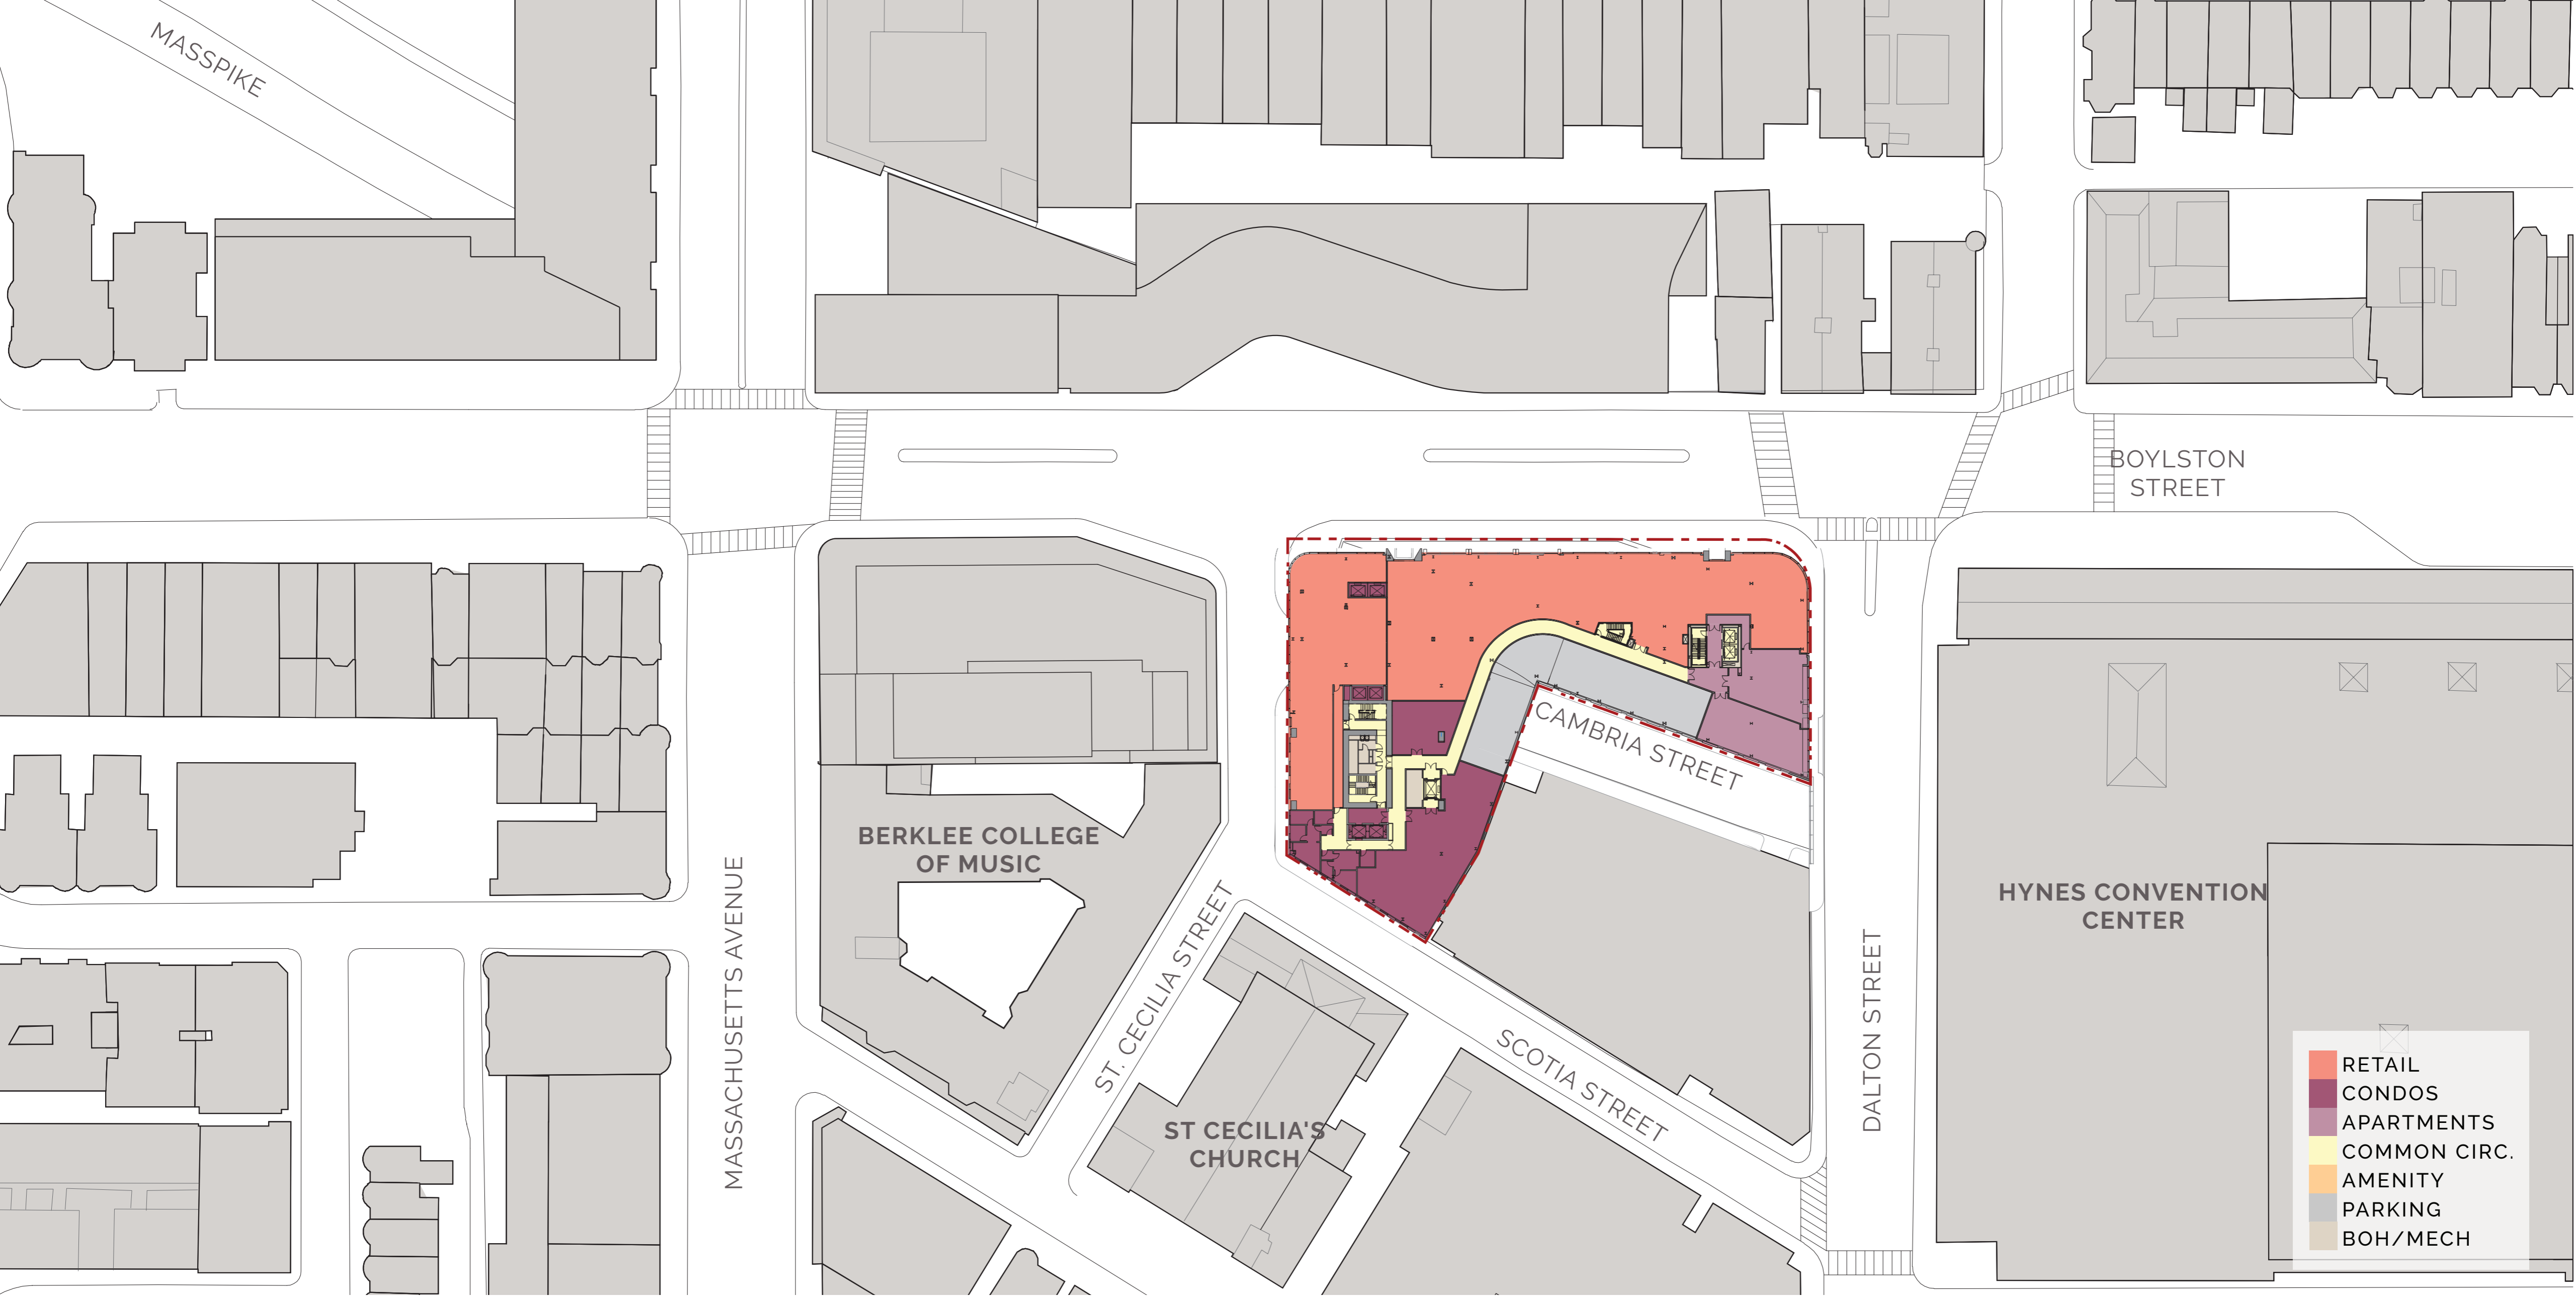 MASSPIKE
BOYLSTON
STREET
CAMBRIA STREET
BERKLEE COLLEGE
OF MUSIC
HYNES CONVENTION
CENTER
MASSACHUSETTS AVENUE
ST. CECILIA STREET
DALTON STREET
SCOTIA STREET
ST CECILIA'S
CHURCH
RETAIL
CONDOS
APARTMENTS
COMMON CIRC.
AMENITY
PARKING
BOH/MECH